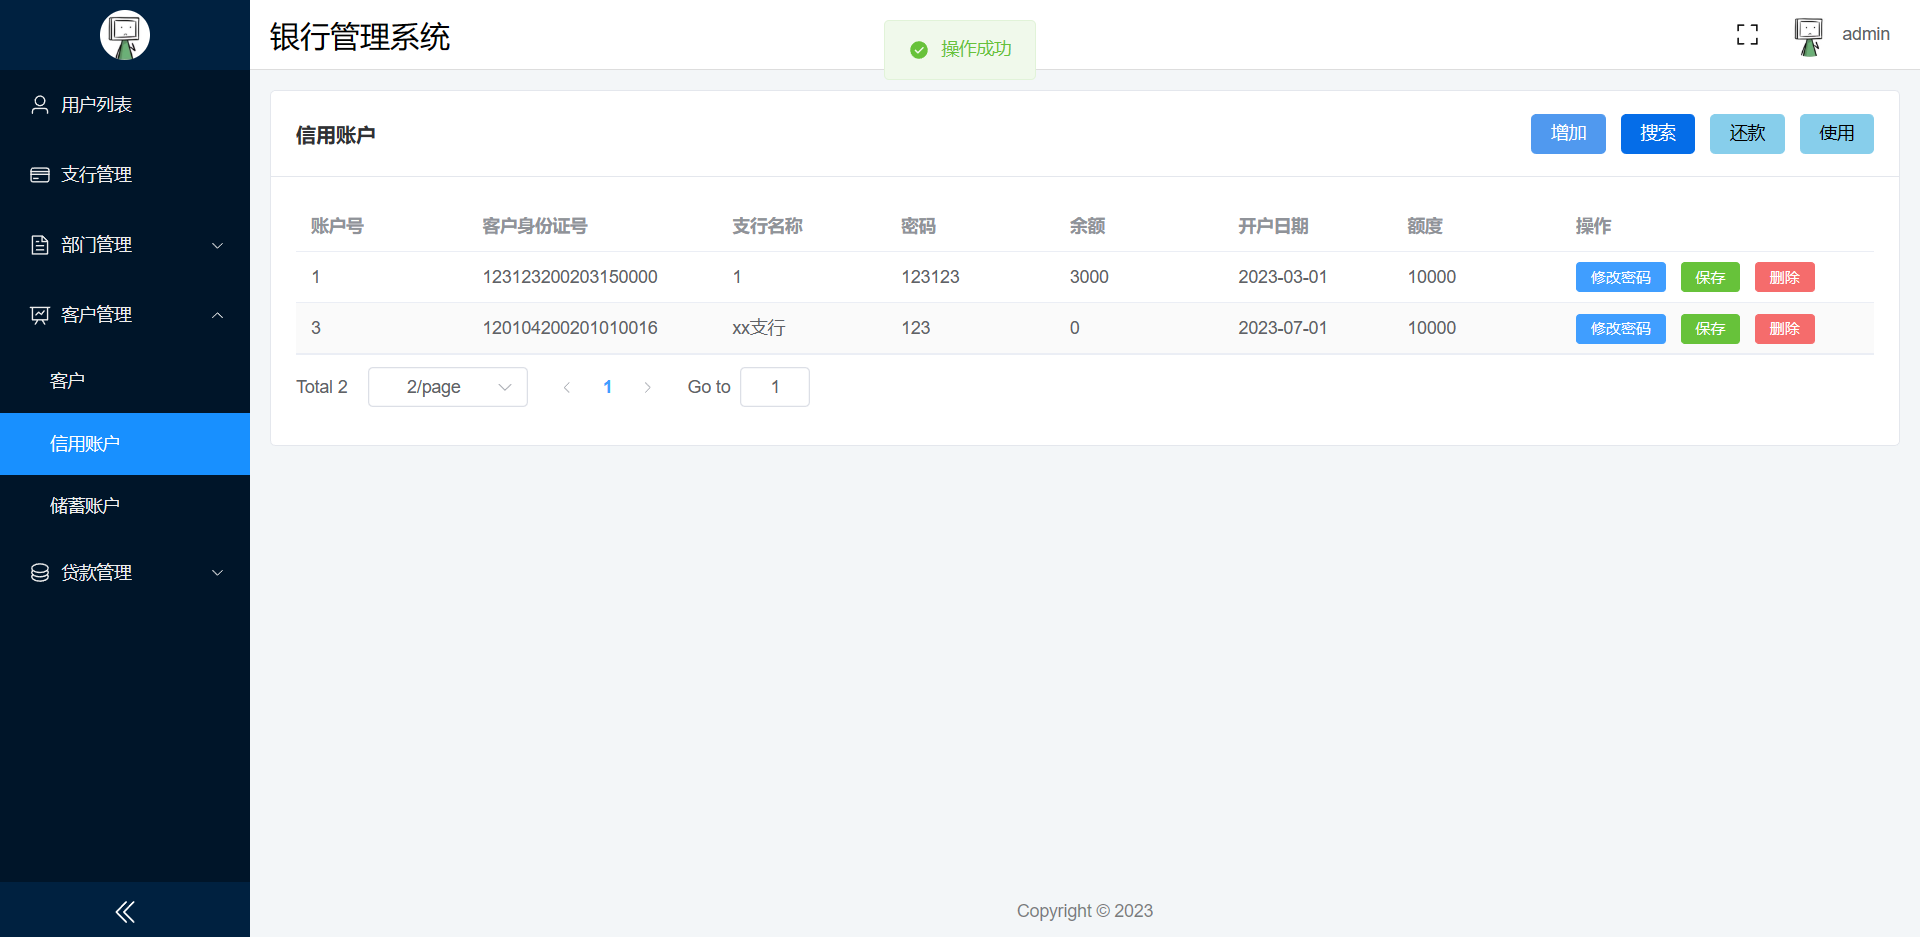 银行管理系统
操作成功
admin
用户列表
支行管理
部门管理
客户管理
客户
信用账户
储蓄账户
贷款管理
信用账户
增加 搜索 还款 使用
账户号 客户身份证号 支行名称 密码 余额 开户日期 额度 操作
1 123123200203150000 1 123123 3000 2023-03-01 10000 修改密码 保存 删除
3 120104200201010016 xx支行 123 0 2023-07-01 10000 修改密码 保存 删除
Total 2 2/page 1 Go to 1
Copyright © 2023